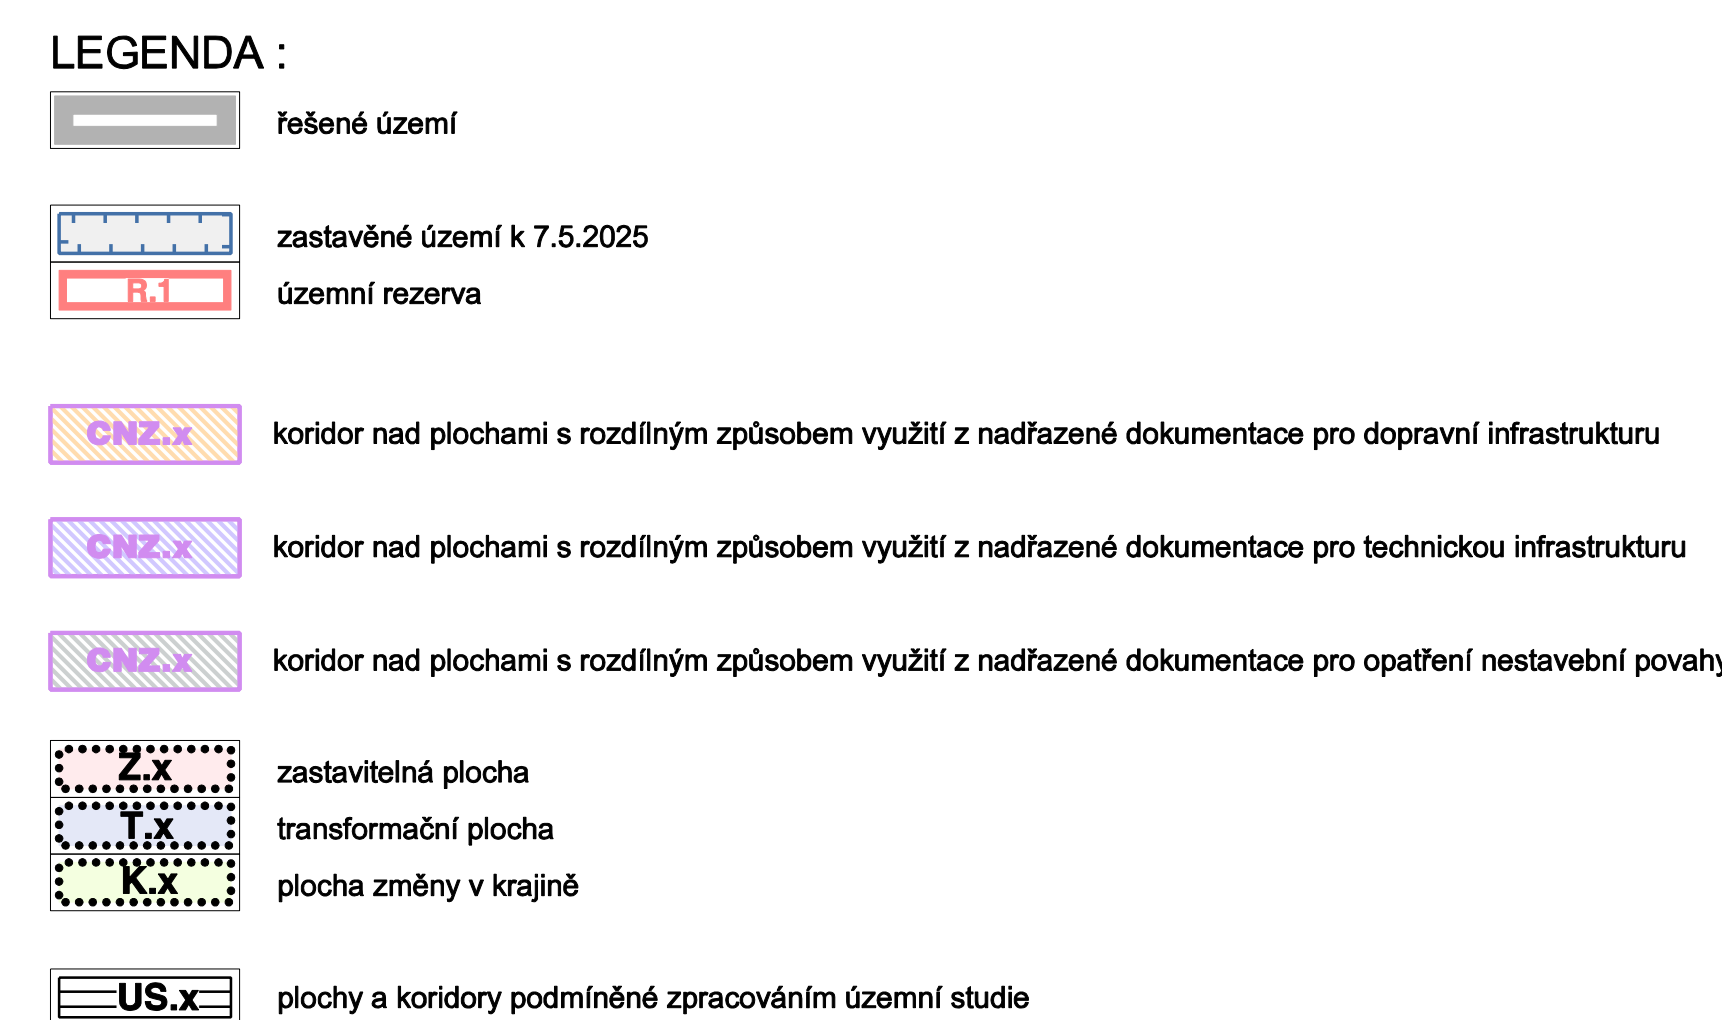 LEGENDA :
řešené území
zastavěné území k 7.5.2025
R.1 územní rezerva
CNZ.x koridor nad plochami s rozdílným způsobem využití z nadřazené dokumentace pro dopravní infrastrukturu
CNZ.x koridor nad plochami s rozdílným způsobem využití z nadřazené dokumentace pro technickou infrastrukturu
CNZ.x koridor nad plochami s rozdílným způsobem využití z nadřazené dokumentace pro opatření nestavební povahy
Z.x zastavitelná plocha
T.x transformační plocha
K.x plocha změny v krajině
US.x plochy a koridory podmíněné zpracováním územní studie